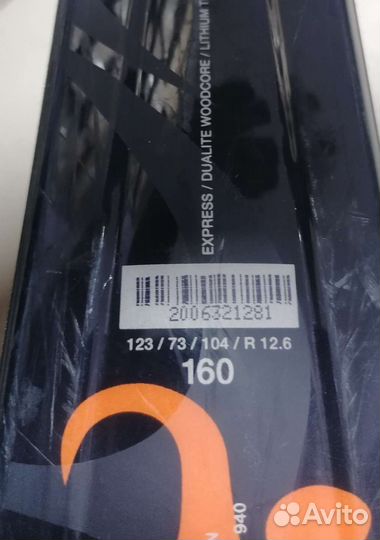 EXPRESS / DUALITE WOODCORE / LITHIUM T
2006321281
123 / 73 / 104 / R 12.6
160
940
Avito